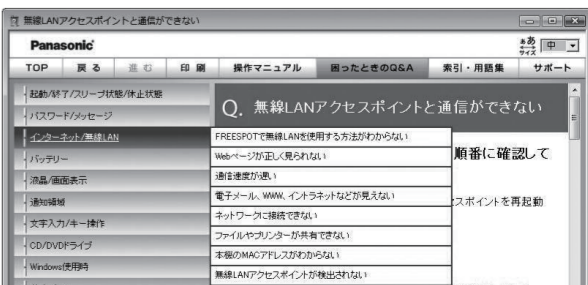 無線LANアクセスポイントと通信ができない
Panasonic
ああ
サイズ
中
TOP 戻る 進む 印刷 操作マニュアル 困ったときのQ&A 索引・用語集 サポート
起動/終了/スリープ状態/休止状態
Q. 無線LANアクセスポイントと通信ができない
パスワード/メッセージ
インターネット/無線LAN
FREESPOTで無線LANを使用する方法がわからない
Webページが正しく見られない
順番に確認して
バッテリー
通信速度が遅い
液晶/画面表示
電子メール、WWW、イントラネットなどが見えない
スポイントを再起動
通知領域
ネットワークに接続できない
文字入力/キー操作
ファイルやプリンターが共有できない
CD/DVDドライブ
本機のMACアドレスがわからない
Windows使用時
無線LANアクセスポイントが検出されない